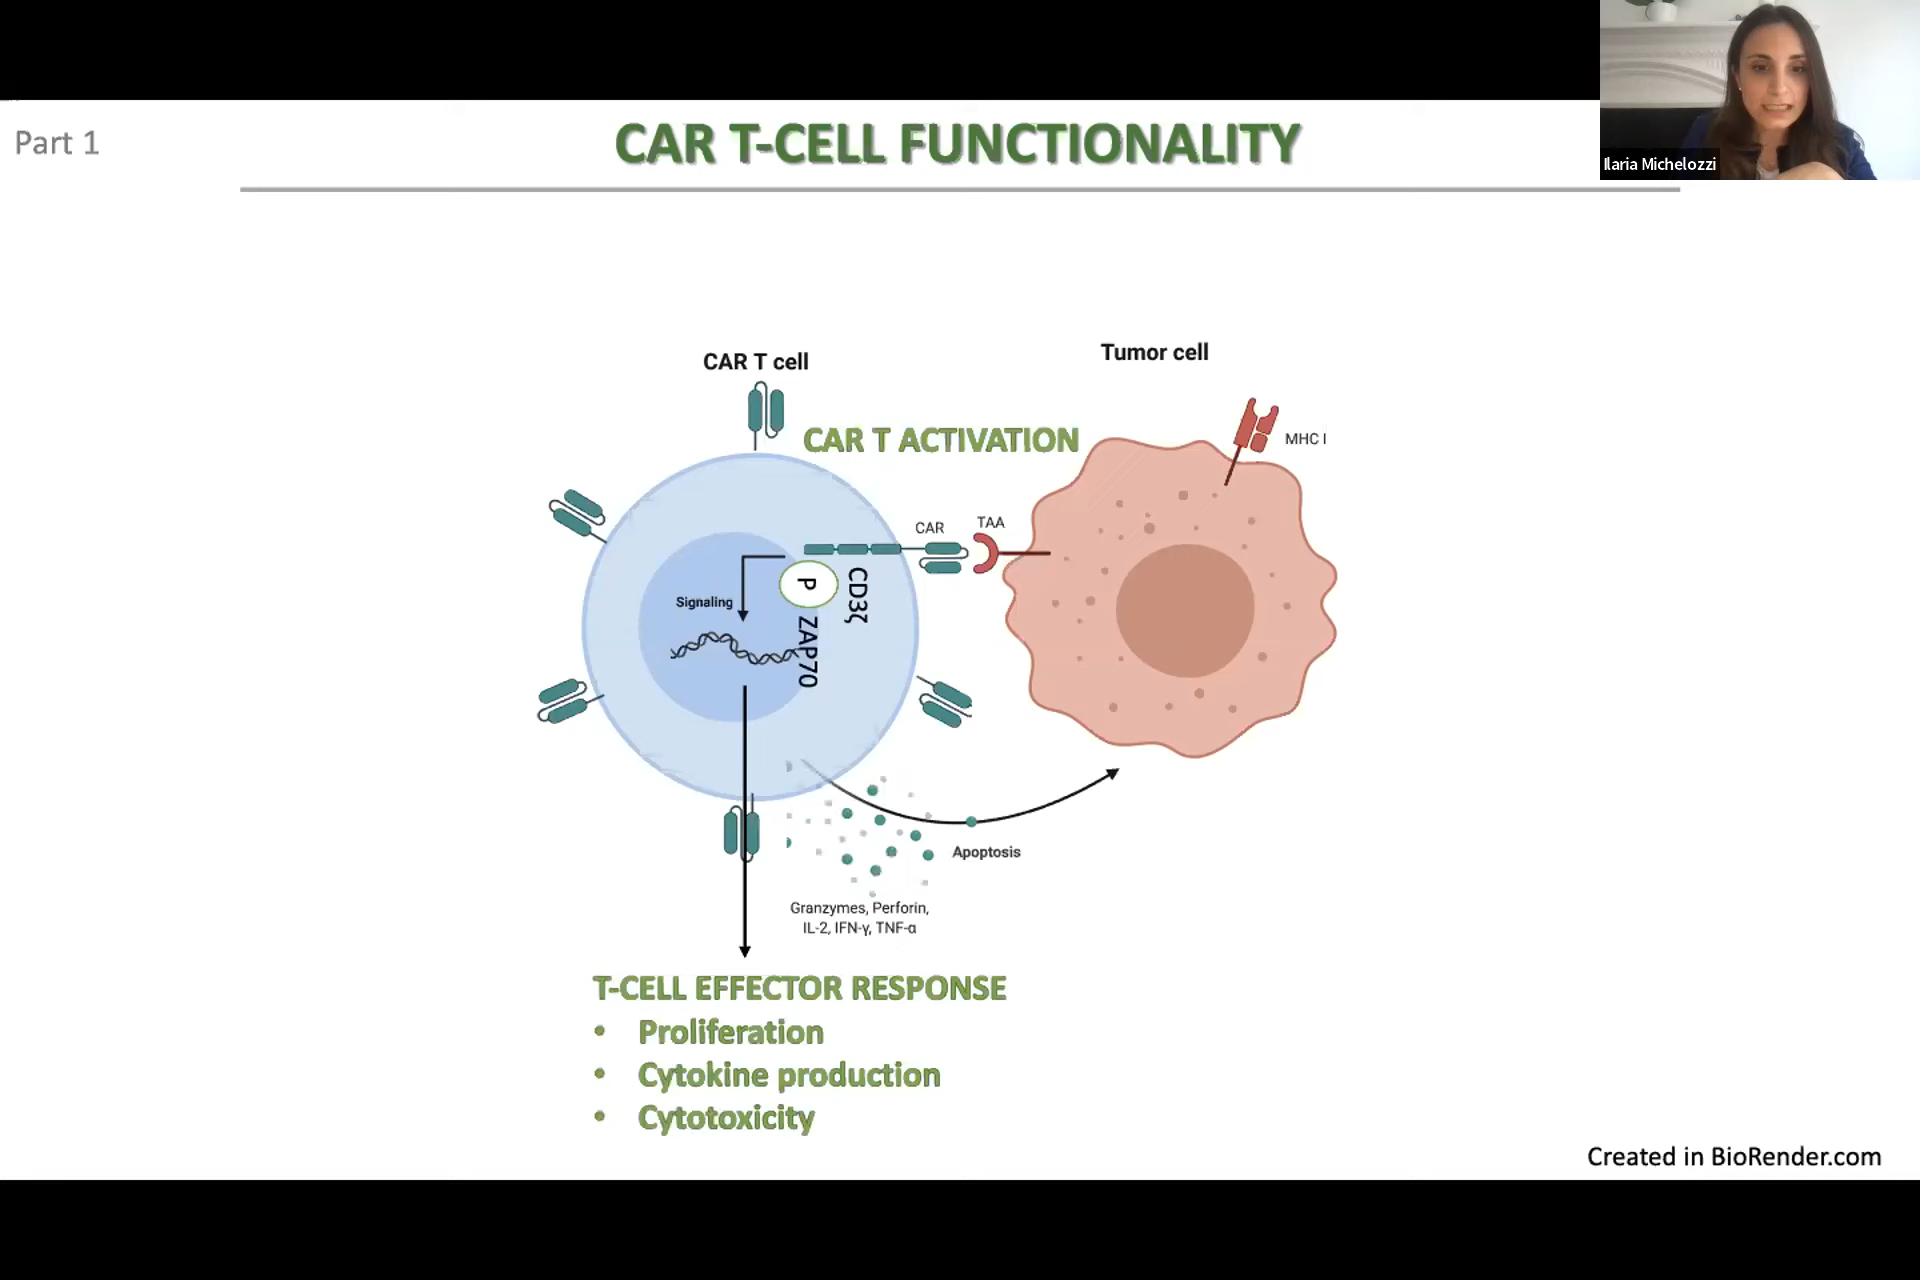 Part 1
CAR T-CELL FUNCTIONALITY
Ilaria Michelozzi
CAR T cell
Tumor cell
CAR T ACTIVATION
MHC I
CAR
TAA
P
CD3ζ
Signaling
ZAP70
Apoptosis
Granzymes, Perforin,
IL-2, IFN-γ, TNF-α
T-CELL EFFECTOR RESPONSE
• Proliferation
• Cytokine production
• Cytotoxicity
Created in BioRender.com